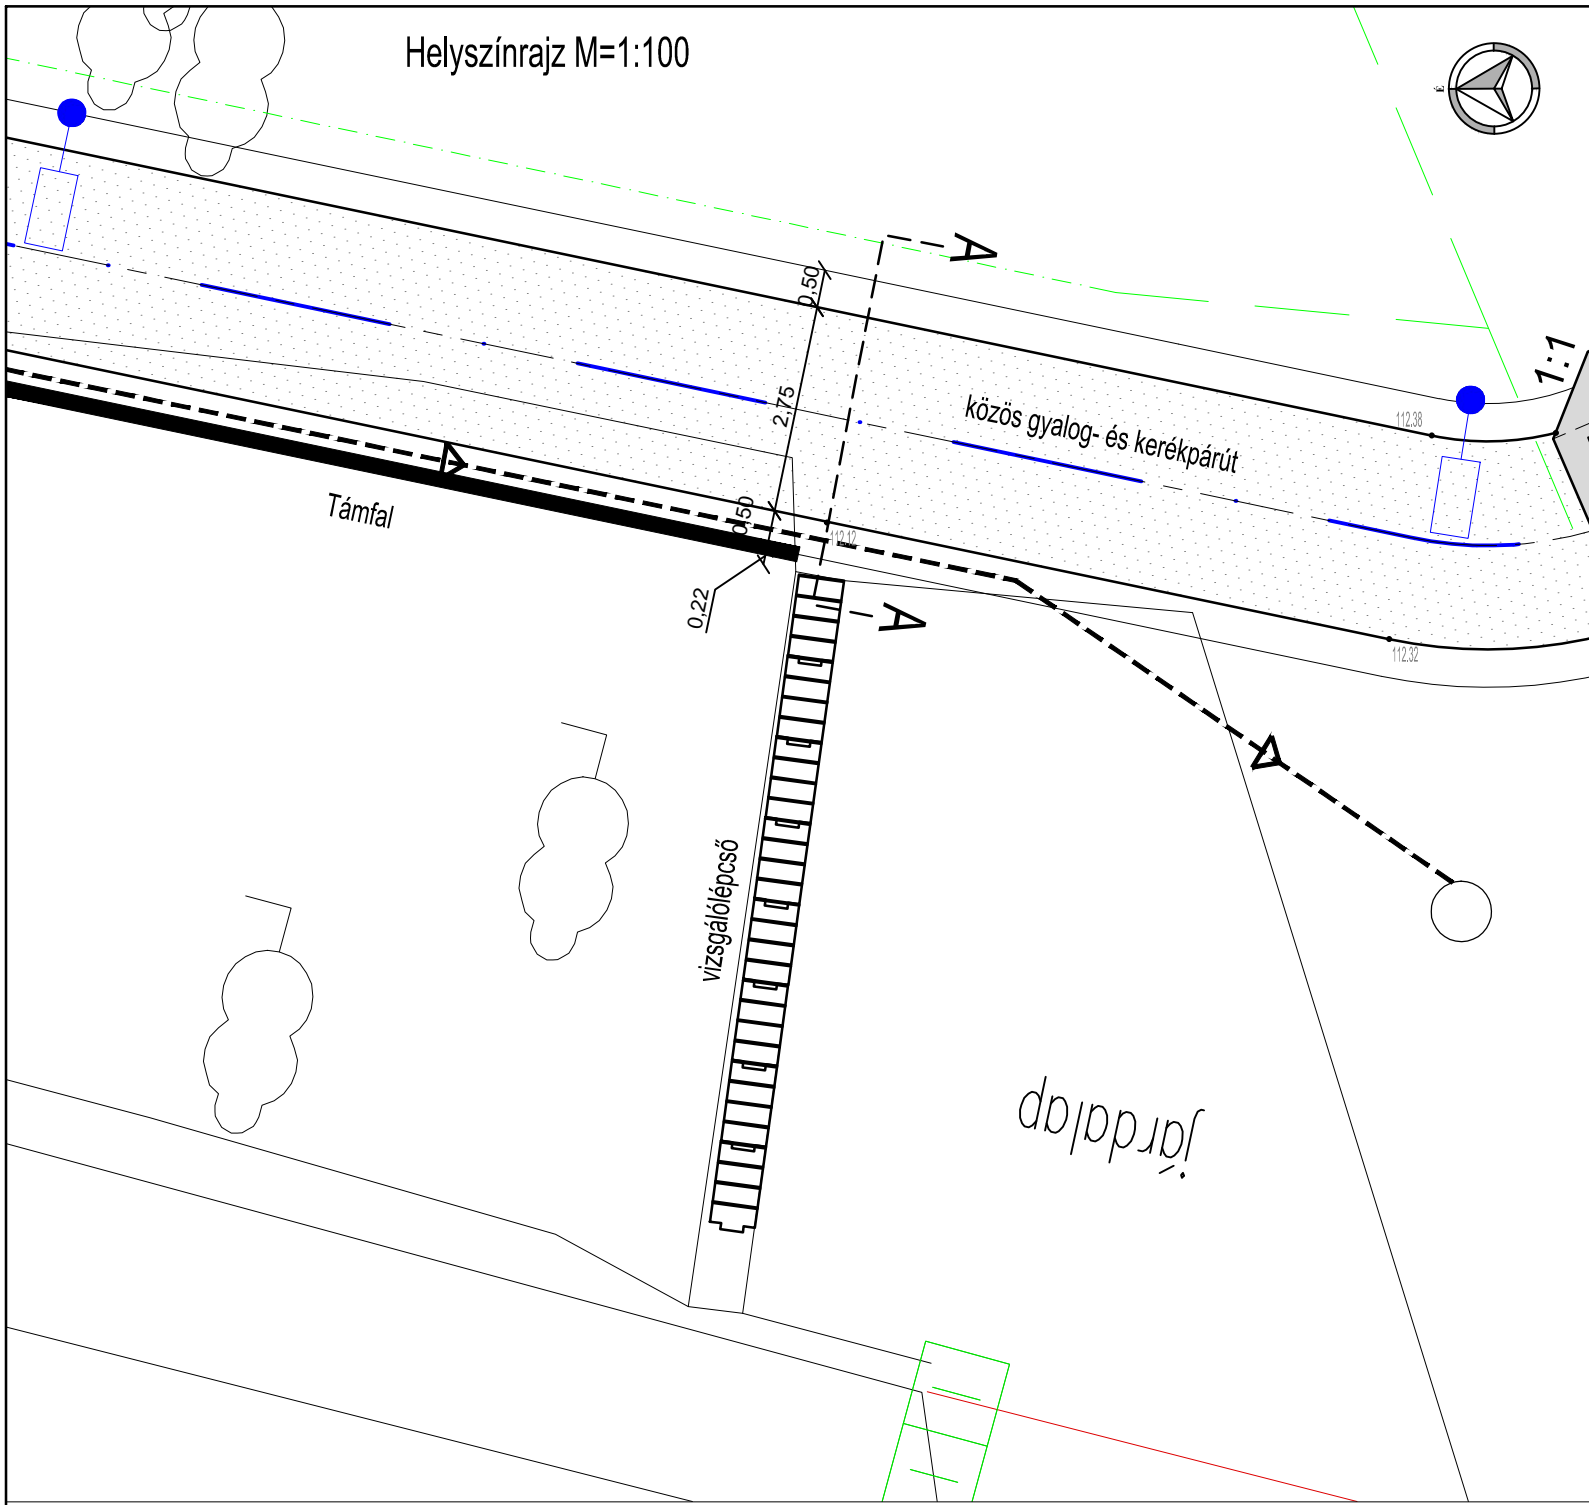 Helyszínrajz M=1:100
É
A
0,50
1:1
2,75
közös gyalog- és kerékpárút
112.38
Támfal
0,50
112.12
0,22
A
112.32
vizsgálólépcső
járdalap